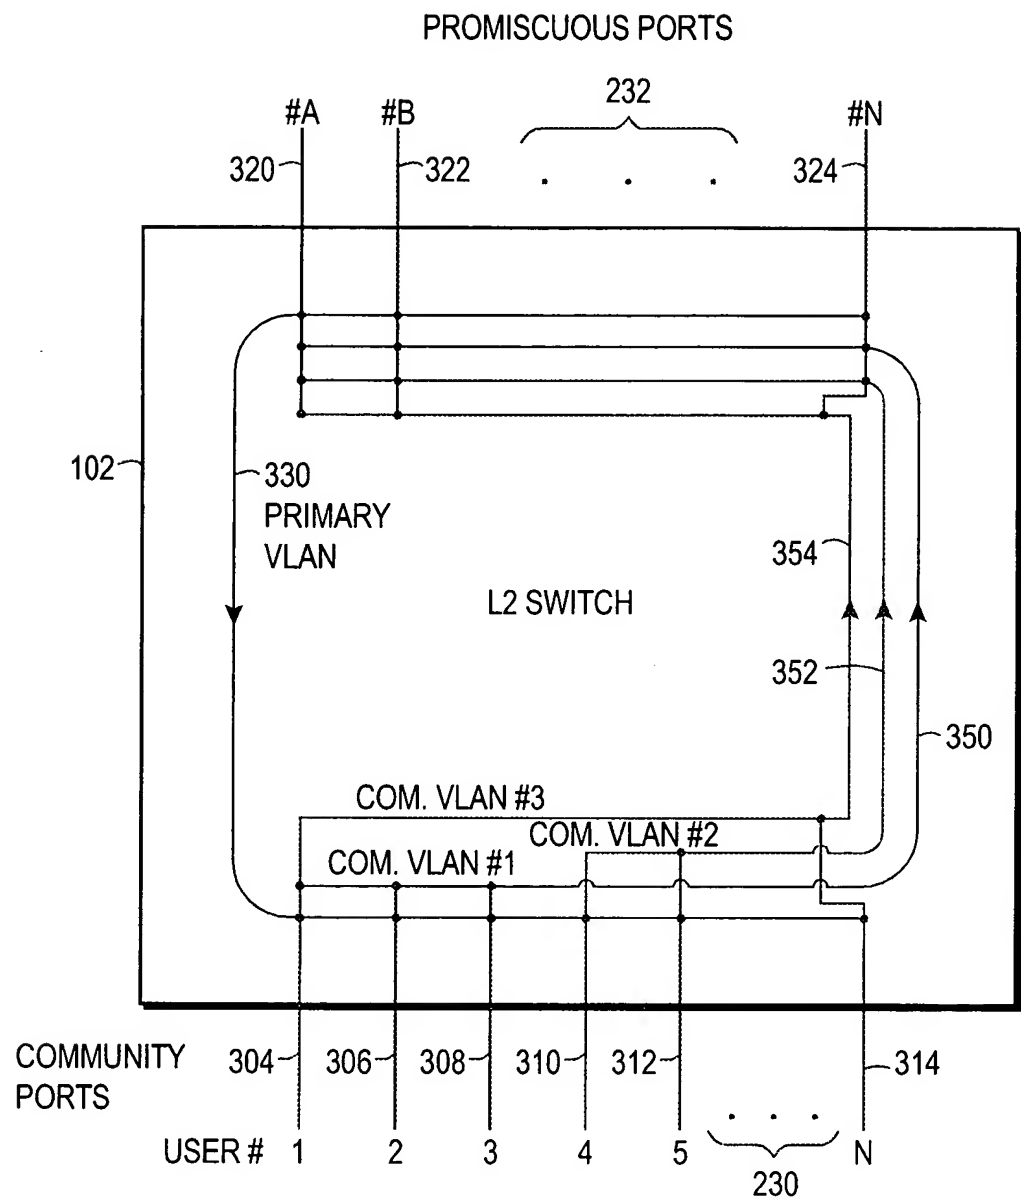 PROMISCUOUS PORTS
232
#A #B #N
320 322 324
102
330
PRIMARY
VLAN
354
L2 SWITCH
352
350
COM. VLAN #3
COM. VLAN #2
COM. VLAN #1
COMMUNITY
PORTS
304 306 308 310 312 314
USER # 1 2 3 4 5 N
230